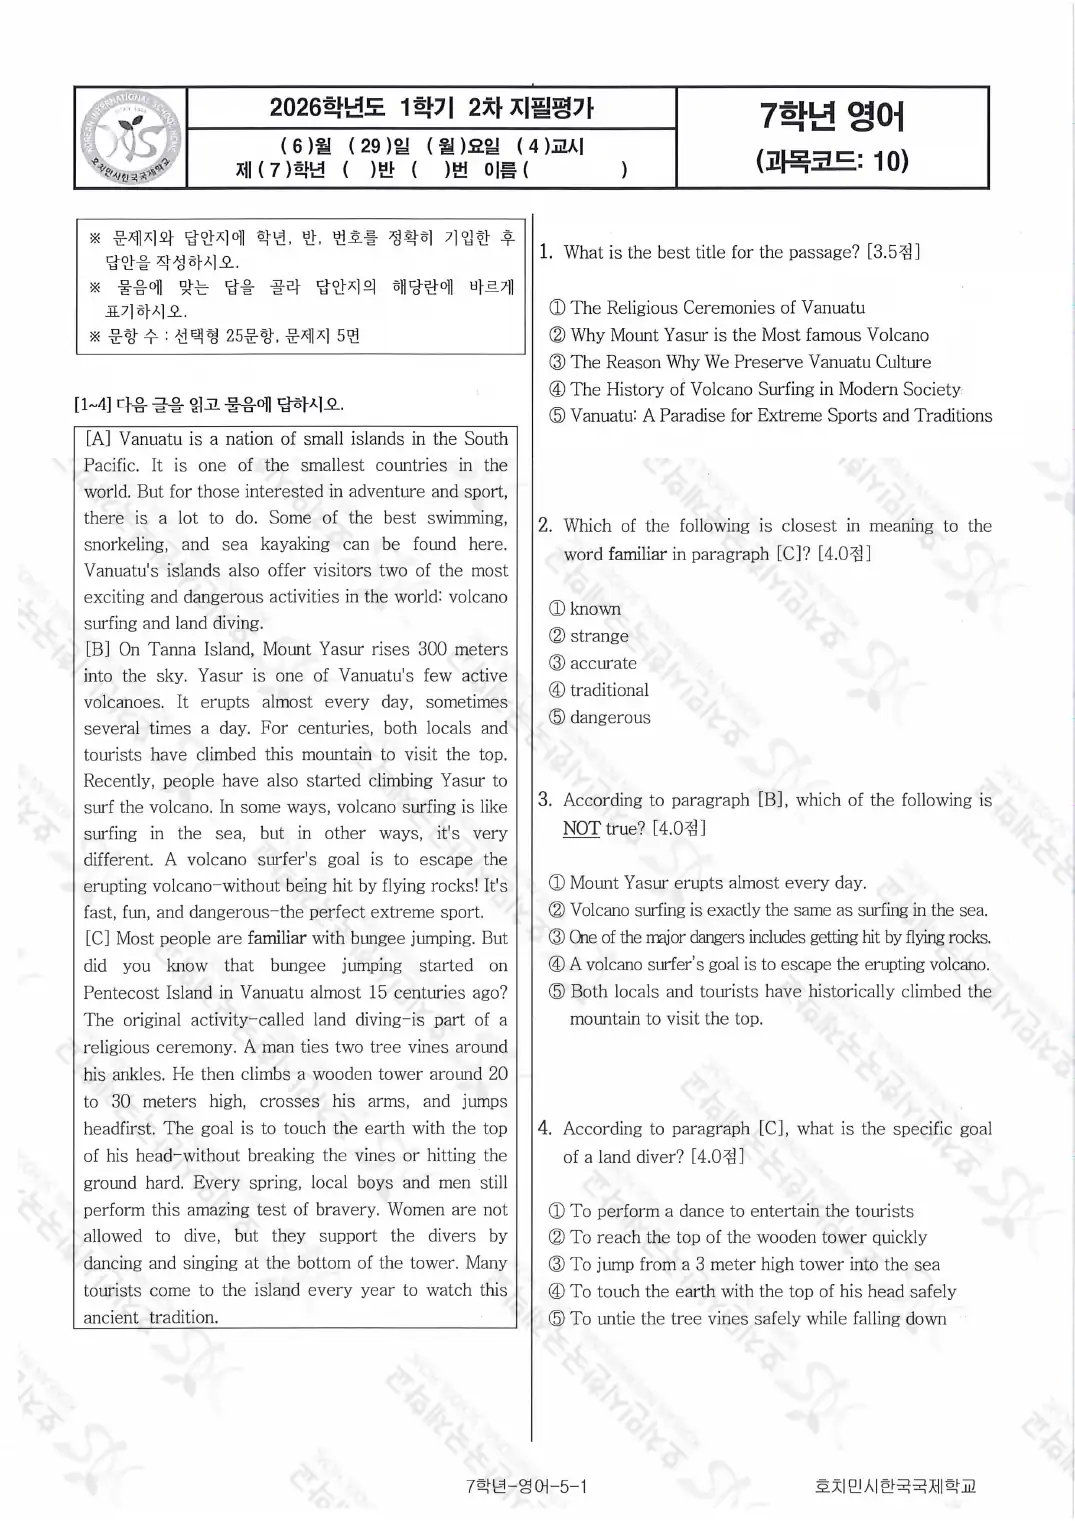 2026학년도 1학기 2차 지필평가
( 6 )월 ( 29 )일 ( 월 )요일 ( 4 )교시
제 ( 7 )학년 ( )반 ( )번 이름 ( )
7학년 영어
(과목코드: 10)
※ 문제지와 답안지에 학년, 반, 번호를 정확히 기입한 후
답안을 작성하시오.
※ 물음에 맞는 답을 골라 답안지의 해당란에 바르게
표기하시오.
※ 문항 수 : 선택형 25문항, 문제지 5면
[1~4] 다음 글을 읽고 물음에 답하시오.
[A] Vanuatu is a nation of small islands in the South
Pacific. It is one of the smallest countries in the
world. But for those interested in adventure and sport,
there is a lot to do. Some of the best swimming,
snorkeling, and sea kayaking can be found here.
Vanuatu's islands also offer visitors two of the most
exciting and dangerous activities in the world: volcano
surfing and land diving.
[B] On Tanna Island, Mount Yasur rises 300 meters
into the sky. Yasur is one of Vanuatu's few active
volcanoes. It erupts almost every day, sometimes
several times a day. For centuries, both locals and
tourists have climbed this mountain to visit the top.
Recently, people have also started climbing Yasur to
surf the volcano. In some ways, volcano surfing is like
surfing in the sea, but in other ways, it's very
different. A volcano surfer's goal is to escape the
erupting volcano-without being hit by flying rocks! It's
fast, fun, and dangerous-the perfect extreme sport.
[C] Most people are familiar with bungee jumping. But
did you know that bungee jumping started on
Pentecost Island in Vanuatu almost 15 centuries ago?
The original activity-called land diving-is part of a
religious ceremony. A man ties two tree vines around
his ankles. He then climbs a wooden tower around 20
to 30 meters high, crosses his arms, and jumps
headfirst. The goal is to touch the earth with the top
of his head-without breaking the vines or hitting the
ground hard. Every spring, local boys and men still
perform this amazing test of bravery. Women are not
allowed to dive, but they support the divers by
dancing and singing at the bottom of the tower. Many
tourists come to the island every year to watch this
ancient tradition.
1. What is the best title for the passage? [3.5점]
① The Religious Ceremonies of Vanuatu
② Why Mount Yasur is the Most famous Volcano
③ The Reason Why We Preserve Vanuatu Culture
④ The History of Volcano Surfing in Modern Society
⑤ Vanuatu: A Paradise for Extreme Sports and Traditions
2. Which of the following is closest in meaning to the
word familiar in paragraph [C]? [4.0점]
① known
② strange
③ accurate
④ traditional
⑤ dangerous
3. According to paragraph [B], which of the following is
NOT true? [4.0점]
① Mount Yasur erupts almost every day.
② Volcano surfing is exactly the same as surfing in the sea.
③ One of the major dangers includes getting hit by flying rocks.
④ A volcano surfer's goal is to escape the erupting volcano.
⑤ Both locals and tourists have historically climbed the
mountain to visit the top.
4. According to paragraph [C], what is the specific goal
of a land diver? [4.0점]
① To perform a dance to entertain the tourists
② To reach the top of the wooden tower quickly
③ To jump from a 3 meter high tower into the sea
④ To touch the earth with the top of his head safely
⑤ To untie the tree vines safely while falling down
7학년-영어-5-1
호치민시한국국제학교